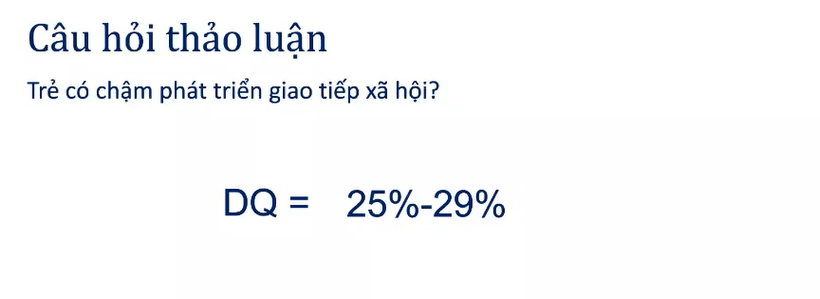 Câu hỏi thảo luận
Trẻ có chậm phát triển giao tiếp xã hội?
DQ = 25%-29%